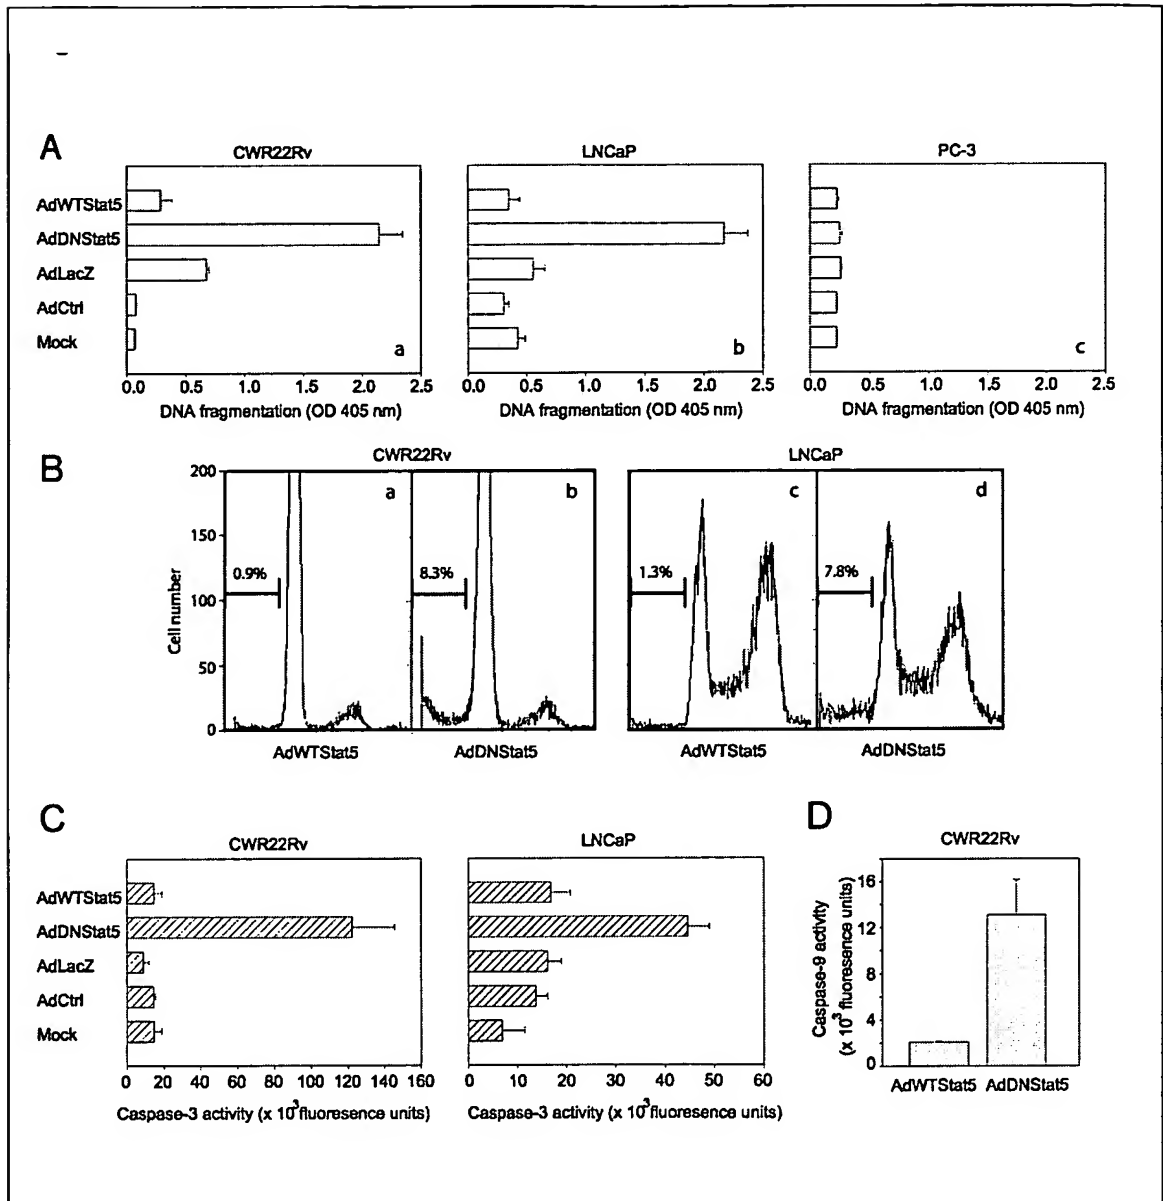 A
CWR22Rv
LNCaP
PC-3
AdWTStat5
AdDNStat5
AdLacZ
AdCtrl
Mock
a
b
c
0.0 0.5 1.0 1.5 2.0 2.5
0.0 0.5 1.0 1.5 2.0 2.5
0.0 0.5 1.0 1.5 2.0 2.5
DNA fragmentation (OD 405 nm)
DNA fragmentation (OD 405 nm)
DNA fragmentation (OD 405 nm)
B
CWR22Rv
LNCaP
Cell number
200
150
100
50
0
a
b
c
d
0.9%
8.3%
1.3%
7.8%
AdWTStat5
AdDNStat5
AdWTStat5
AdDNStat5
C
CWR22Rv
LNCaP
AdWTStat5
AdDNStat5
AdLacZ
AdCtrl
Mock
0 20 40 60 80 100 120 140 160
0 10 20 30 40 50 60
Caspase-3 activity (x 10³fluoresence units)
Caspase-3 activity (x 10³fluoresence units)
D
CWR22Rv
Caspase-9 activity
(x 10³ fluoresence units)
16
12
8
4
0
AdWTStat5
AdDNStat5